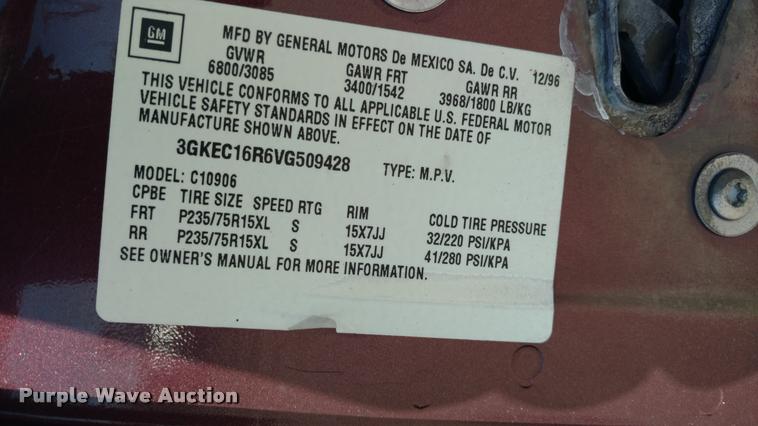 GM
MFD BY GENERAL MOTORS De MEXICO SA. De C.V. 12/96
GVWR GAWR FRT GAWR RR
6800/3085 3400/1542 3968/1800 LB/KG
THIS VEHICLE CONFORMS TO ALL APPLICABLE U.S. FEDERAL MOTOR
VEHICLE SAFETY STANDARDS IN EFFECT ON THE DATE OF
MANUFACTURE SHOWN ABOVE.
3GKEC16R6VG509428 TYPE: M.P.V.
MODEL: C10906
CPBE TIRE SIZE SPEED RTG RIM COLD TIRE PRESSURE
FRT P235/75R15XL S 15X7JJ 32/220 PSI/KPA
RR P235/75R15XL S 15X7JJ 41/280 PSI/KPA
SEE OWNER'S MANUAL FOR MORE INFORMATION.
Purple Wave Auction